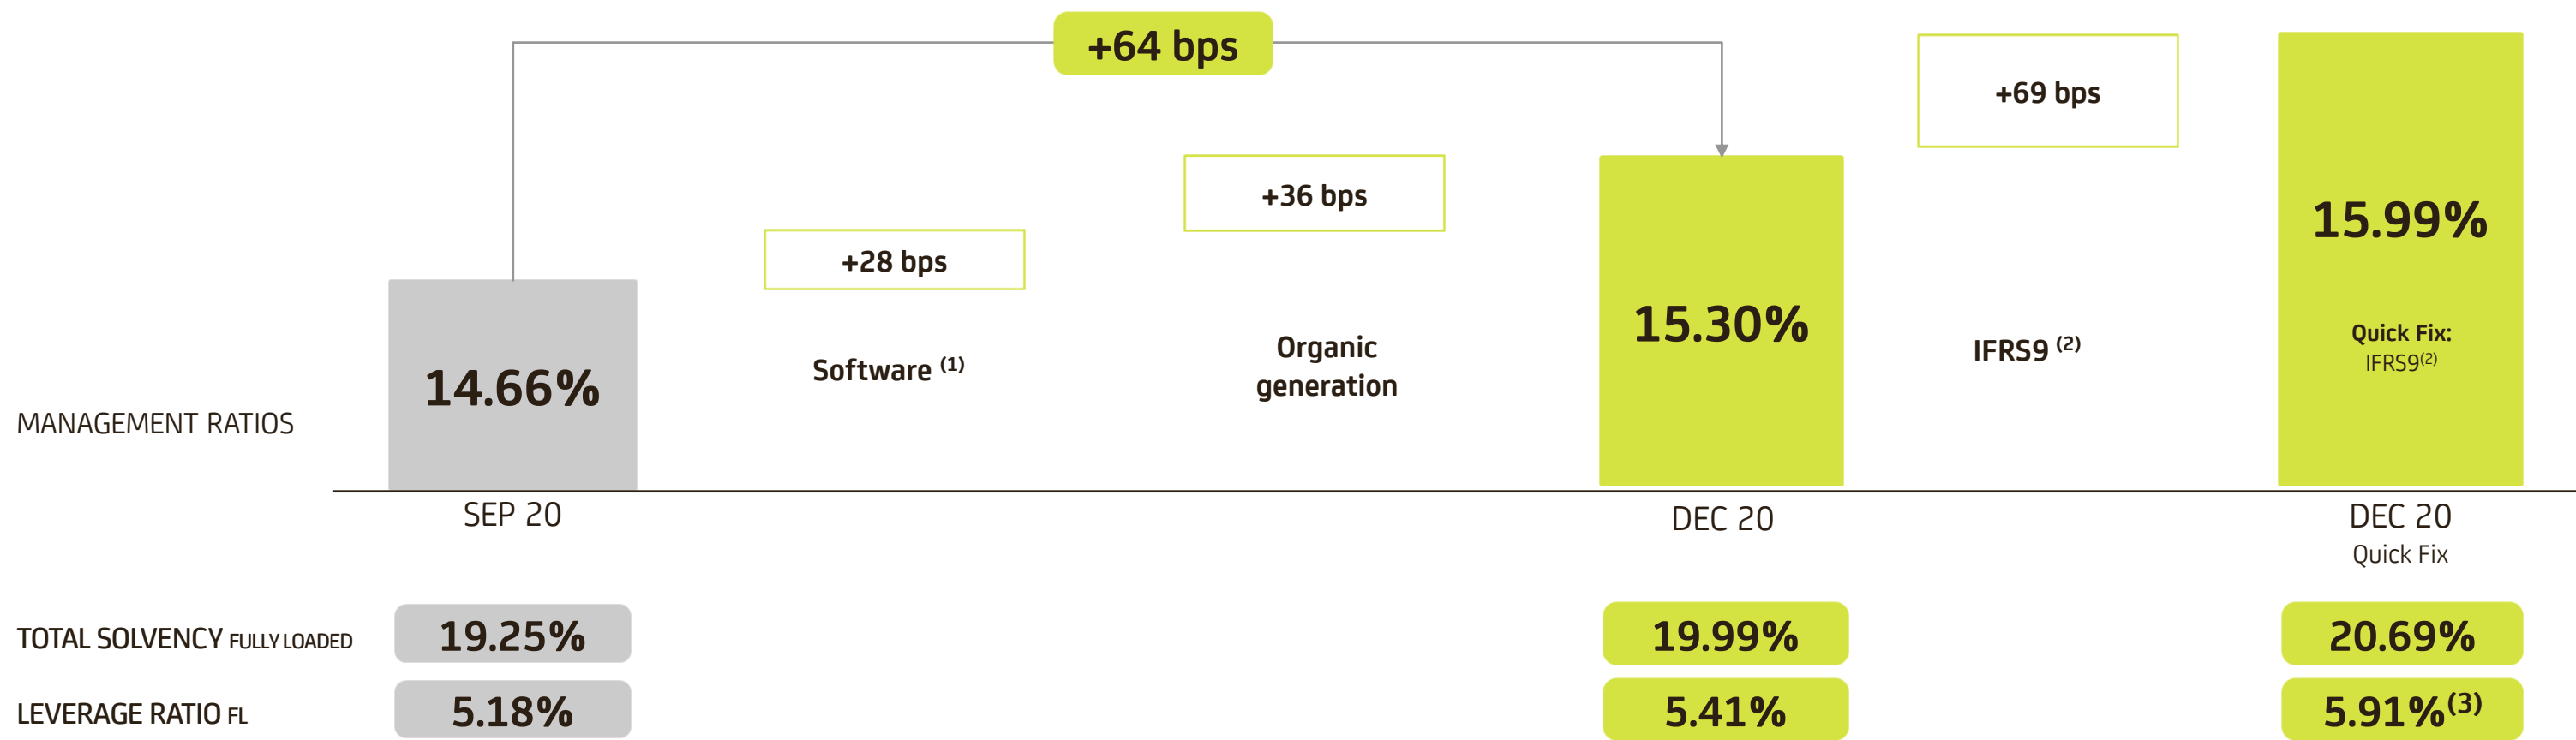 +64 bps
+69 bps
+36 bps
15.99%
+28 bps
15.30%
Quick Fix:
IFRS9(2)
Organic
generation
IFRS9 (2)
Software (1)
14.66%
MANAGEMENT RATIOS
SEP 20
DEC 20
DEC 20
Quick Fix
TOTAL SOLVENCY FULLY LOADED 19.25% 19.99% 20.69%
LEVERAGE RATIO FL 5.18% 5.41% 5.91%(3)